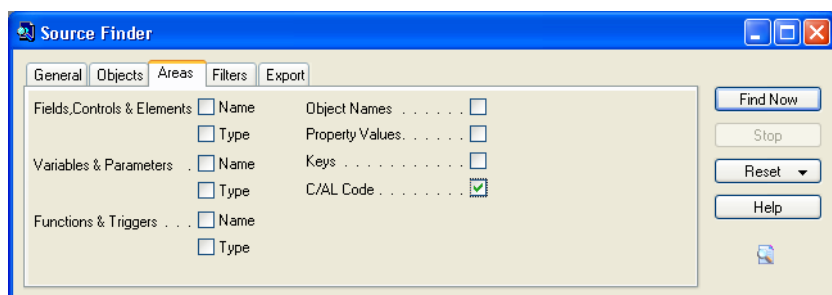 Source Finder
General Objects Areas Filters Export
Fields,Controls & Elements Name Object Names . . . . . .
Type Property Values. . . . . .
Variables & Parameters . Name Keys . . . . . . . . . . .
Type C/AL Code . . . . . . . .
Functions & Triggers . . . Name
Type
Find Now
Stop
Reset
Help